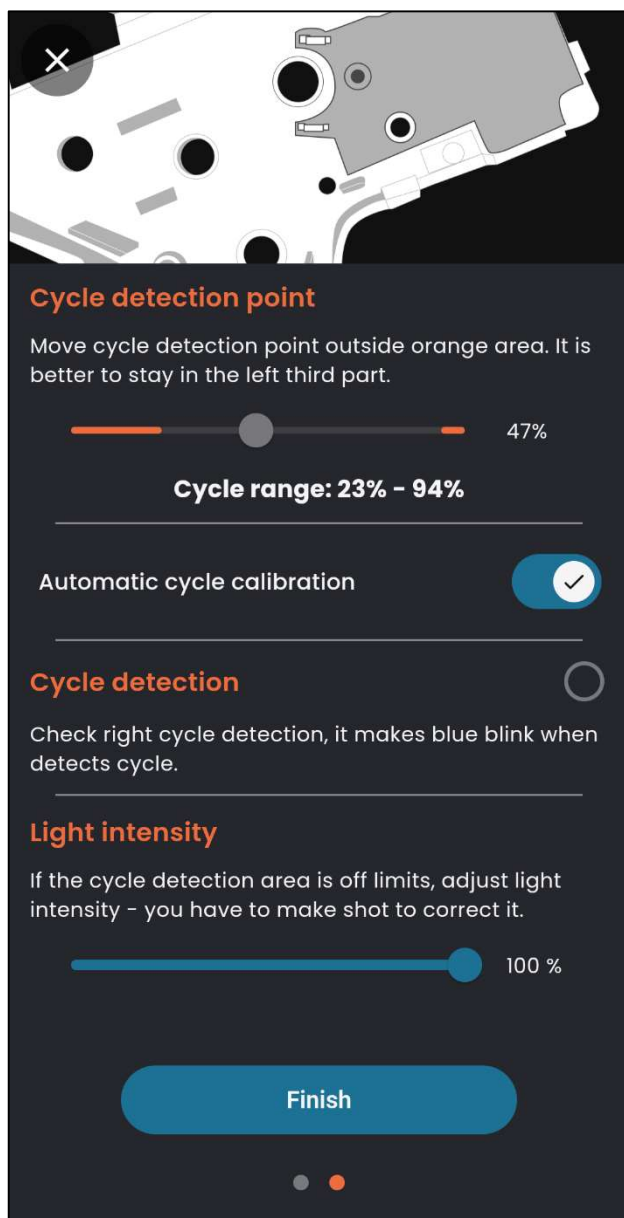 Cycle detection point
Move cycle detection point outside orange area. It is
better to stay in the left third part.
47%
Cycle range: 23% - 94%
Automatic cycle calibration
Cycle detection
Check right cycle detection, it makes blue blink when
detects cycle.
Light intensity
If the cycle detection area is off limits, adjust light
intensity - you have to make shot to correct it.
100 %
Finish